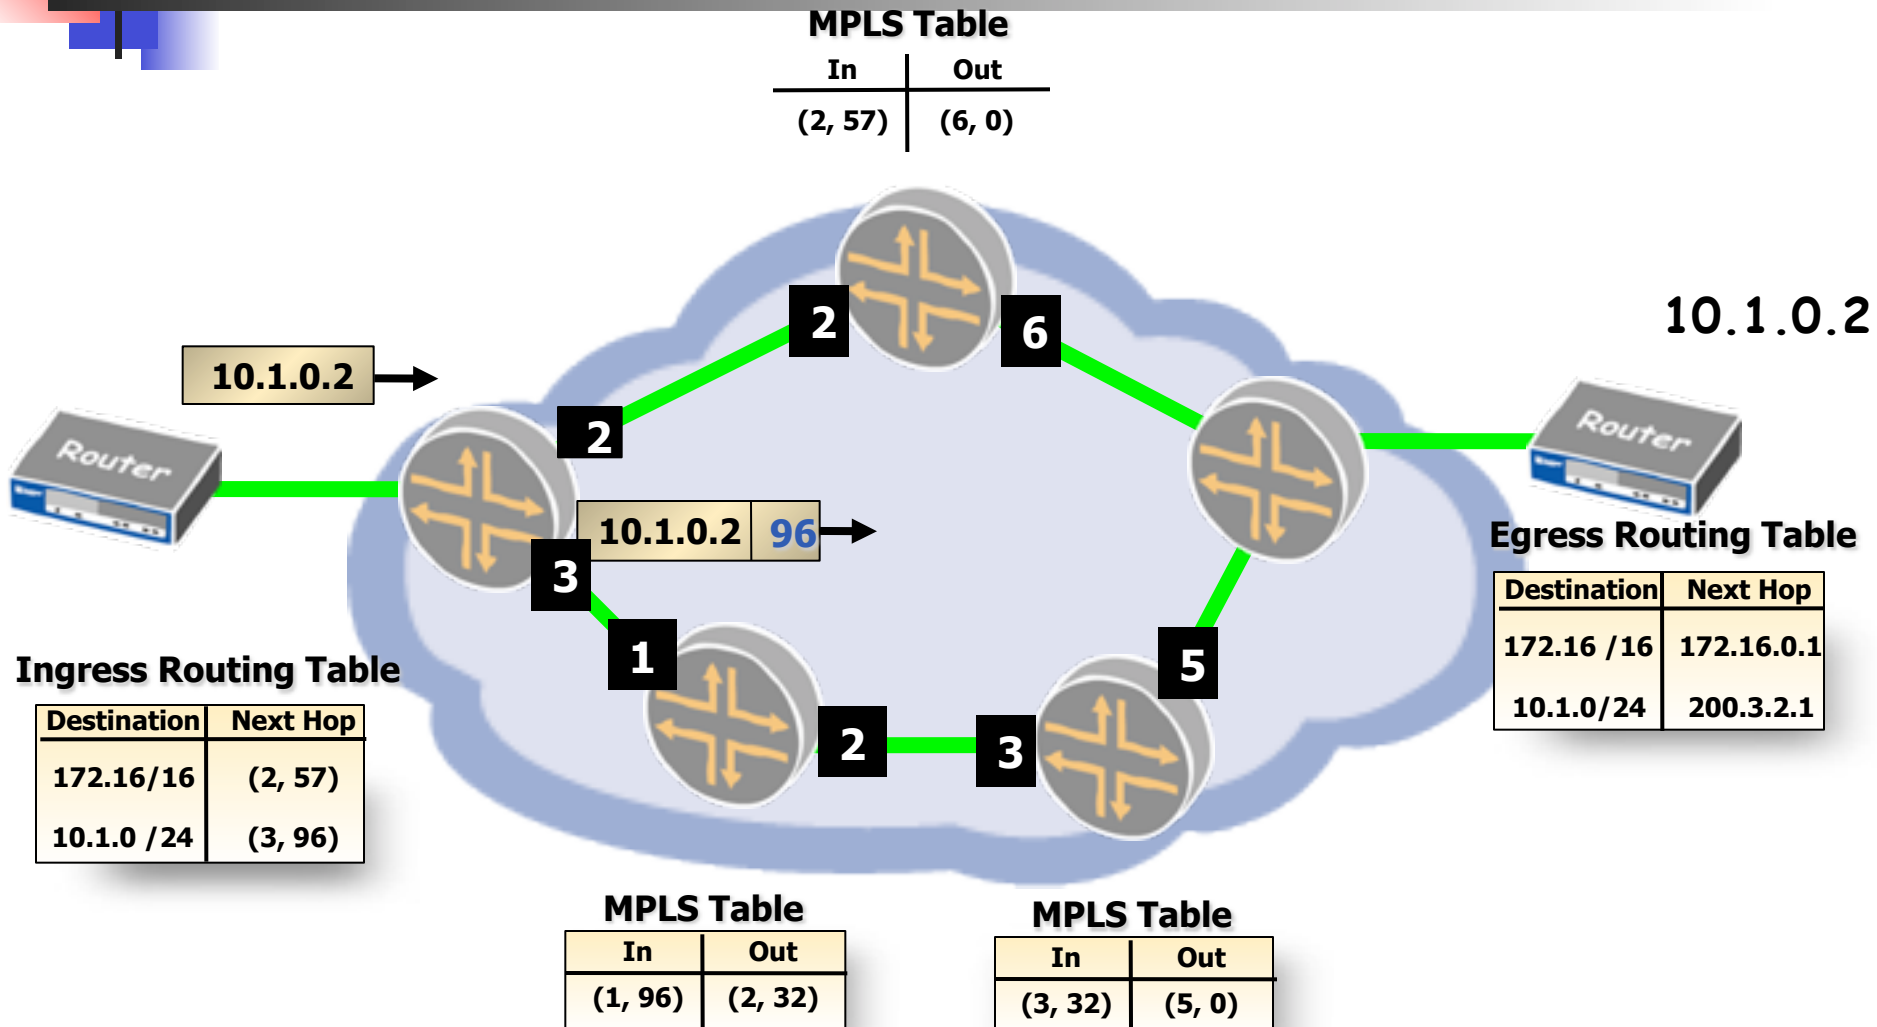 MPLS Table
In Out
(2, 57) (6, 0)
2
6
10.1.0.2
10.1.0.2
2
Router
Router
10.1.0.2 96
3
Egress Routing Table
Destination Next Hop
172.16 /16 172.16.0.1
10.1.0/24 200.3.2.1
1
5
Ingress Routing Table
Destination Next Hop
172.16/16 (2, 57)
10.1.0 /24 (3, 96)
2
3
MPLS Table
In Out
(1, 96) (2, 32)
MPLS Table
In Out
(3, 32) (5, 0)